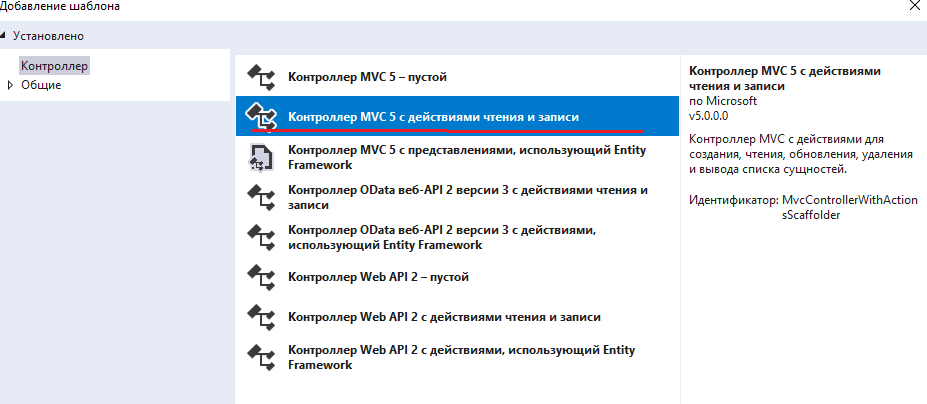 Добавление шаблона
Установлено
Контроллер
Общие
Контроллер MVC 5 – пустой
Контроллер MVC 5 с действиями чтения и записи
Контроллер MVC 5 с представлениями, использующий Entity
Framework
Контроллер OData веб-API 2 версии 3 с действиями чтения и
записи
Контроллер OData веб-API 2 версии 3 с действиями,
использующий Entity Framework
Контроллер Web API 2 – пустой
Контроллер Web API 2 с действиями чтения и записи
Контроллер Web API 2 с действиями, использующий Entity
Framework
Контроллер MVC 5 с действиями
чтения и записи
по Microsoft
v5.0.0.0
Контроллер MVC с действиями для
создания, чтения, обновления, удаления
и вывода списка сущностей.
Идентификатор: MvcControllerWithAction
sScaffolder